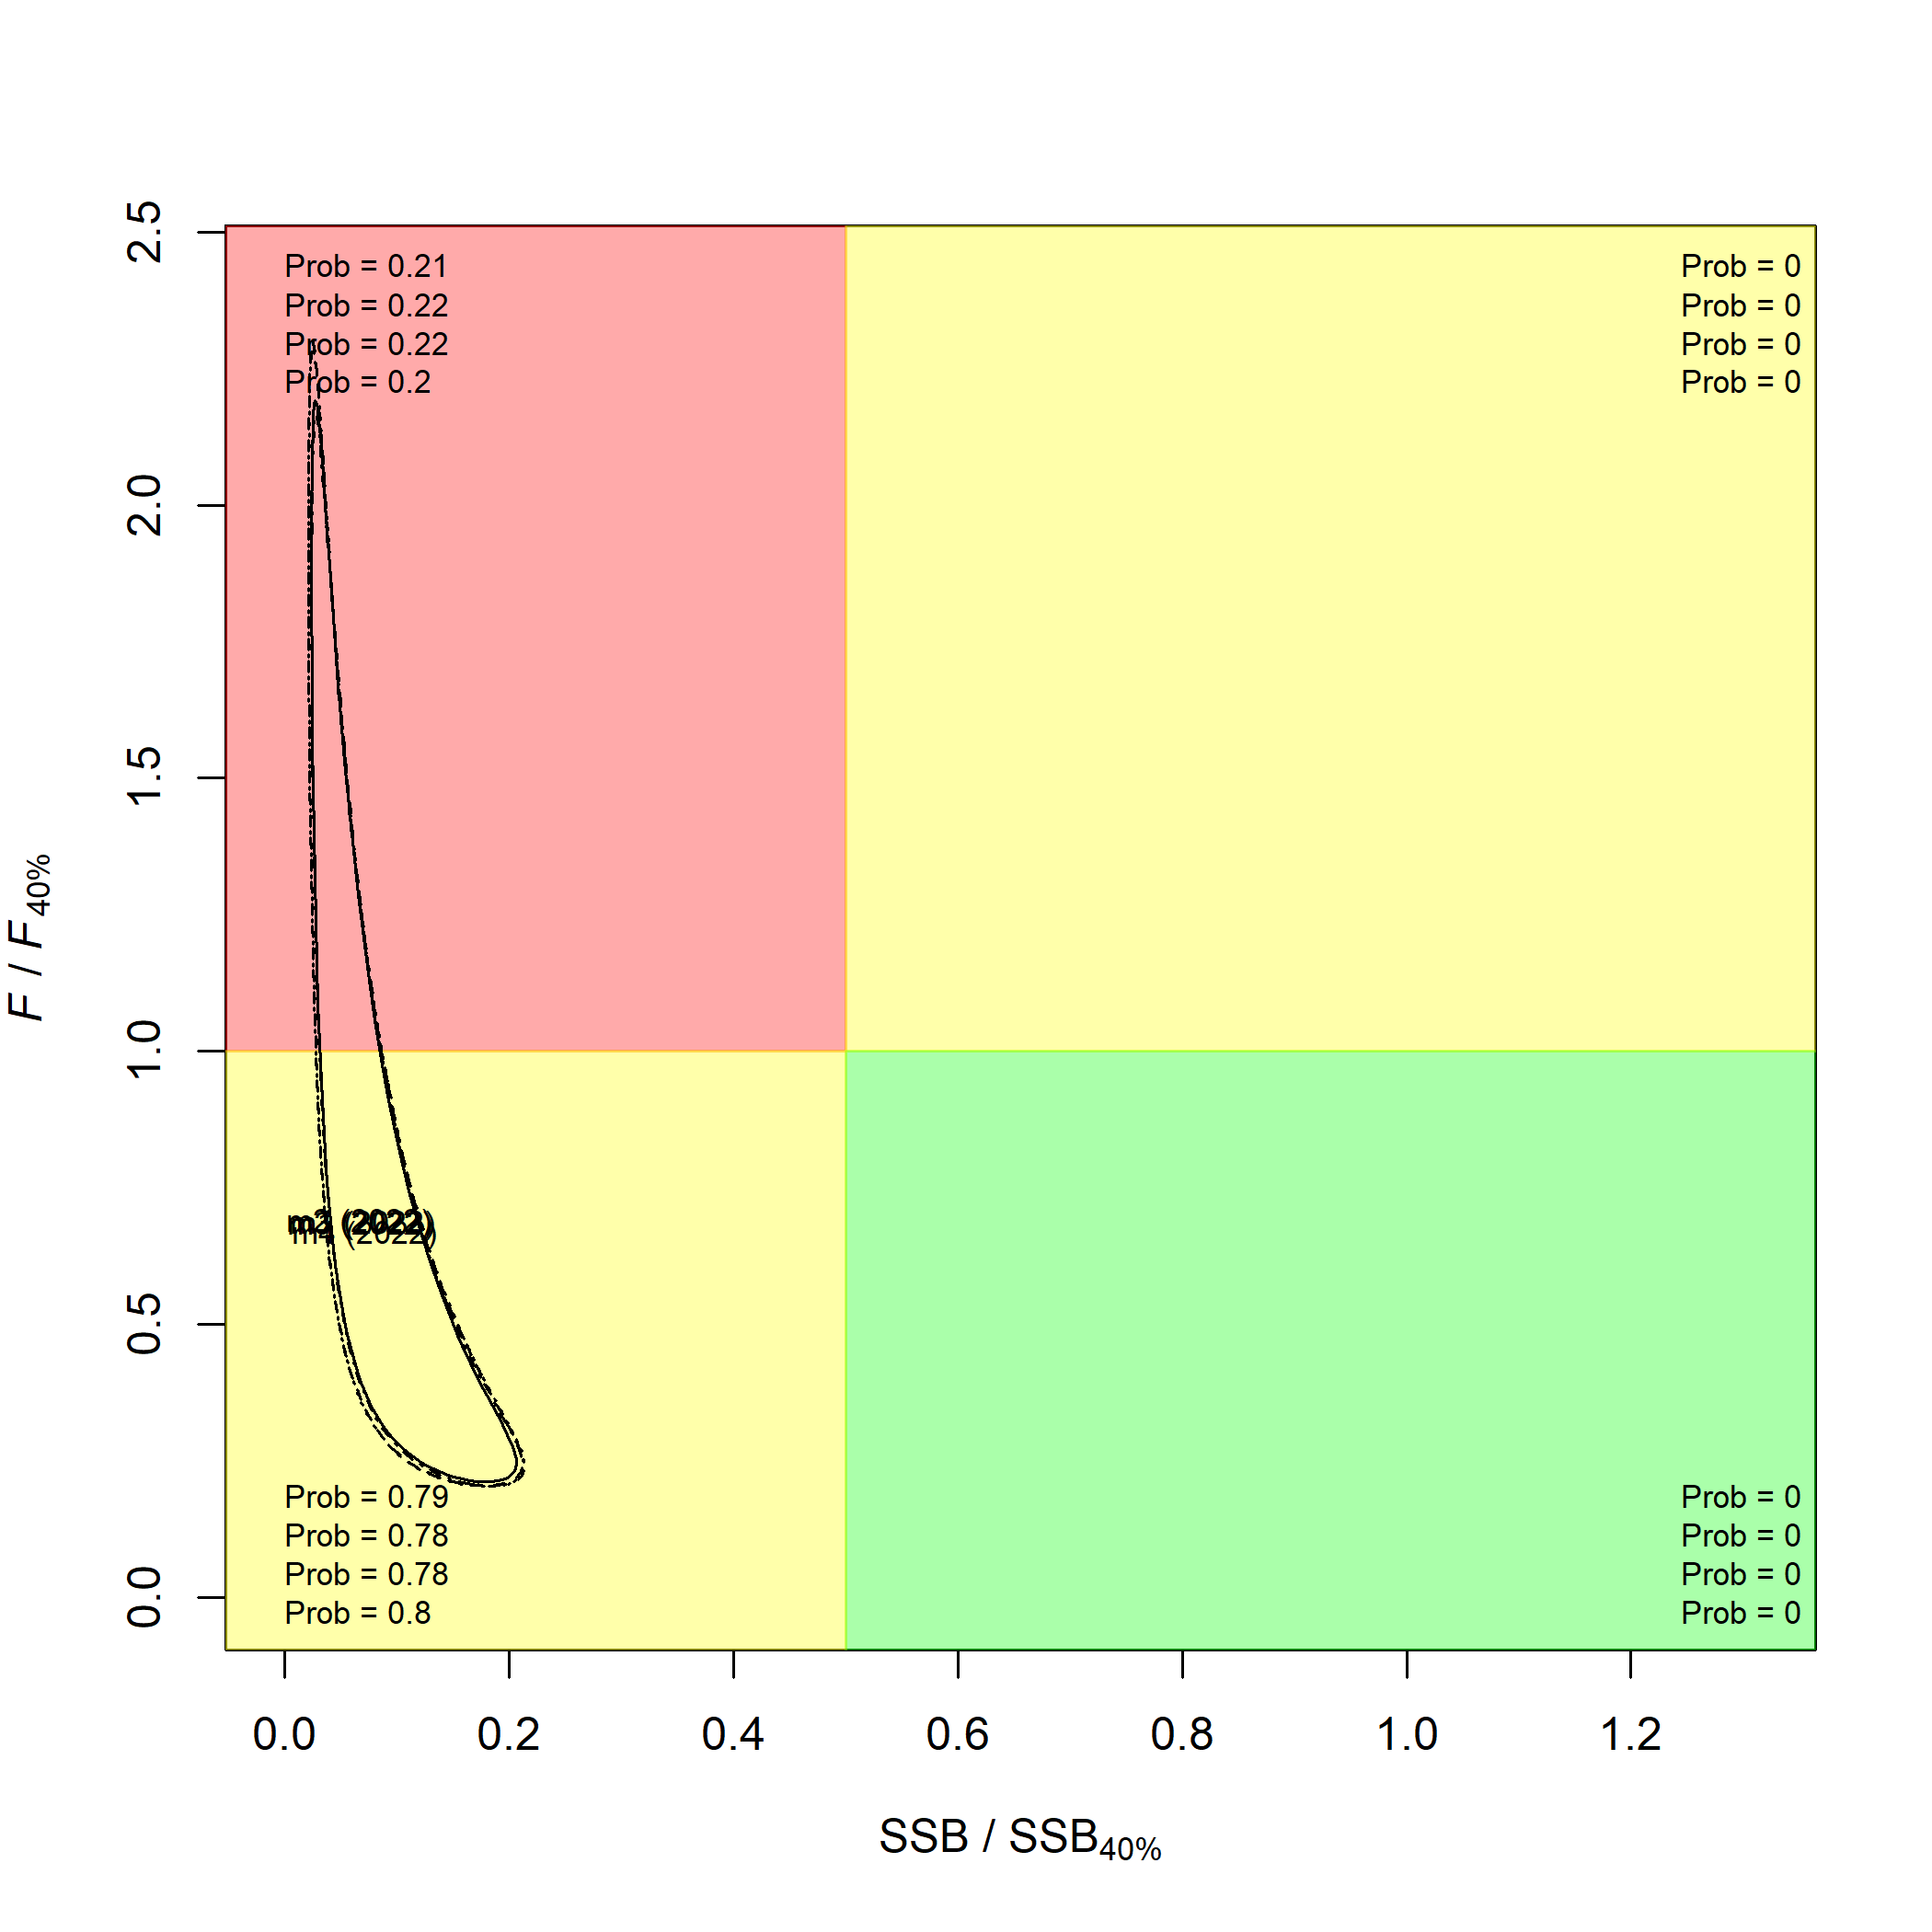 2.5
2.0
1.5
1.0
0.5
0.0
F / F40%
Prob = 0.21
Prob = 0.22
Prob = 0.22
Prob = 0.2
Prob = 0
Prob = 0
Prob = 0
Prob = 0
(2022)
m4 (2022)
Prob = 0.79
Prob = 0.78
Prob = 0.78
Prob = 0.8
Prob = 0
Prob = 0
Prob = 0
Prob = 0
0.0 0.2 0.4 0.6 0.8 1.0 1.2
SSB / SSB40%